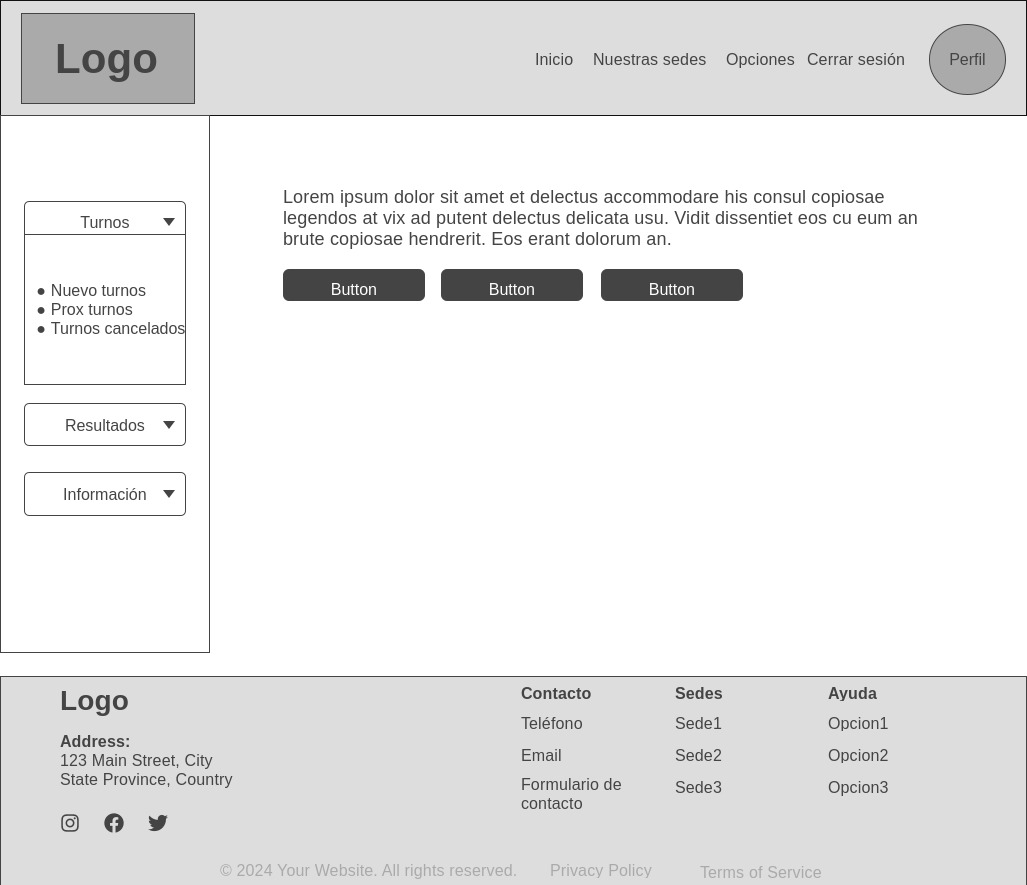 Logo
Inicio Nuestras sedes Opciones Cerrar sesión Perfil
Turnos
● Nuevo turnos
● Prox turnos
● Turnos cancelados
Resultados
Información
Lorem ipsum dolor sit amet et delectus accommodare his consul copiosae
legendos at vix ad putent delectus delicata usu. Vidit dissentiet eos cu eum an
brute copiosae hendrerit. Eos erant dolorum an.
Button Button Button
Logo
Address:
123 Main Street, City
State Province, Country
Contacto
Teléfono
Email
Formulario de
contacto
Sedes
Sede1
Sede2
Sede3
Ayuda
Opcion1
Opcion2
Opcion3
© 2024 Your Website. All rights reserved. Privacy Policy Terms of Service